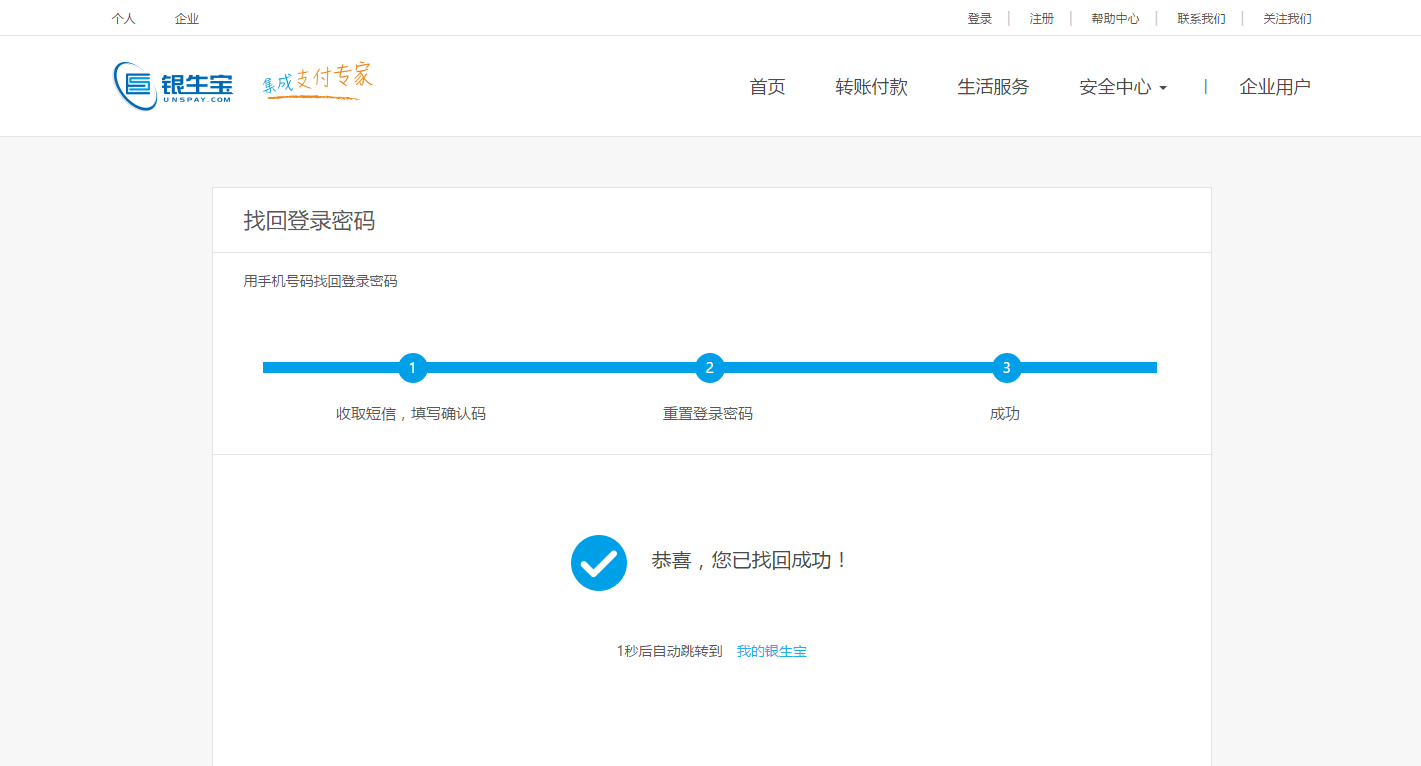 个人 企业 登录 | 注册 | 帮助中心 | 联系我们 | 关注我们
银生宝 集成支付专家 首页 转账付款 生活服务 安全中心 | 企业用户
UNSPAY.COM
找回登录密码
用手机号码找回登录密码
1 2 3
收取短信，填写确认码 重置登录密码 成功
恭喜，您已找回成功！
1秒后自动跳转到 我的银生宝